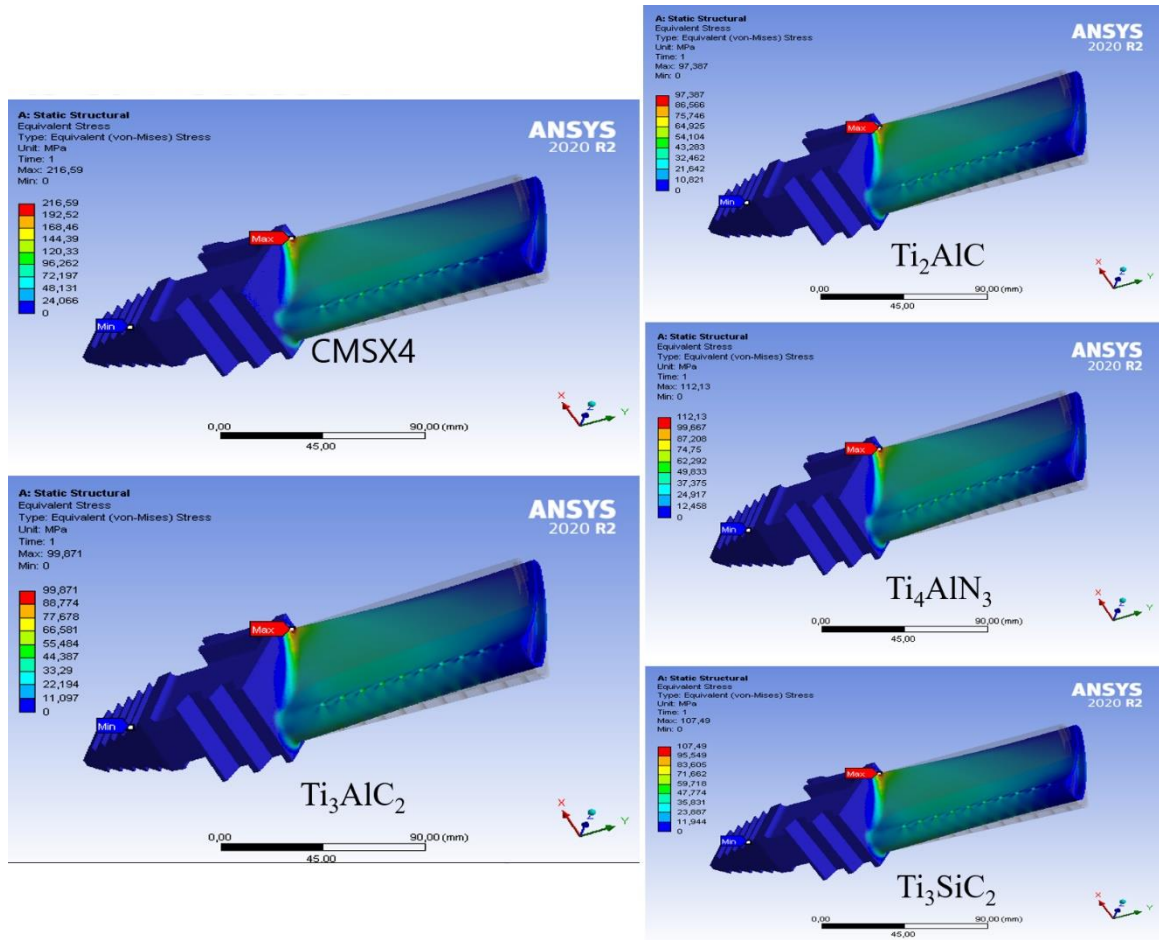 A: Static Structural
Equivalent Stress
Type: Equivalent (von-Mises) Stress
Unit: MPa
Time: 1
Max: 216,59
Min: 0
216,59
192,52
168,46
144,39
120,33
96,262
72,197
48,131
24,066
0
ANSYS
2020 R2
Max
Min
CMSX4
0,00
90,00 (mm)
45,00
X
Z
Y
A: Static Structural
Equivalent Stress
Type: Equivalent (von-Mises) Stress
Unit: MPa
Time: 1
Max: 99,871
Min: 0
99,871
88,774
77,678
66,581
55,484
44,387
33,29
22,194
11,097
0
ANSYS
2020 R2
Max
Min
Ti₃AlC₂
0,00
90,00 (mm)
45,00
X
Z
Y
A: Static Structural
Equivalent Stress
Type: Equivalent (von-Mises) Stress
Unit: MPa
Time: 1
Max: 97,387
Min: 0
97,387
86,566
75,746
64,925
54,104
43,283
32,462
21,642
10,821
0
ANSYS
2020 R2
Max
Min
Ti₂AlC
0,00
90,00 (mm)
45,00
X
Z
Y
A: Static Structural
Equivalent Stress
Type: Equivalent (von-Mises) Stress
Unit: MPa
Time: 1
Max: 112,13
Min: 0
112,13
99,667
87,208
74,75
62,292
49,833
37,375
24,917
12,458
0
ANSYS
2020 R2
Max
Min
Ti₄AlN₃
0,00
90,00 (mm)
45,00
X
Z
Y
A: Static Structural
Equivalent Stress
Type: Equivalent (von-Mises) Stress
Unit: MPa
Time: 1
Max: 107,49
Min: 0
107,49
95,549
83,605
71,662
59,718
47,774
35,831
23,887
11,944
0
ANSYS
2020 R2
Max
Min
Ti₃SiC₂
0,00
90,00 (mm)
45,00
X
Z
Y